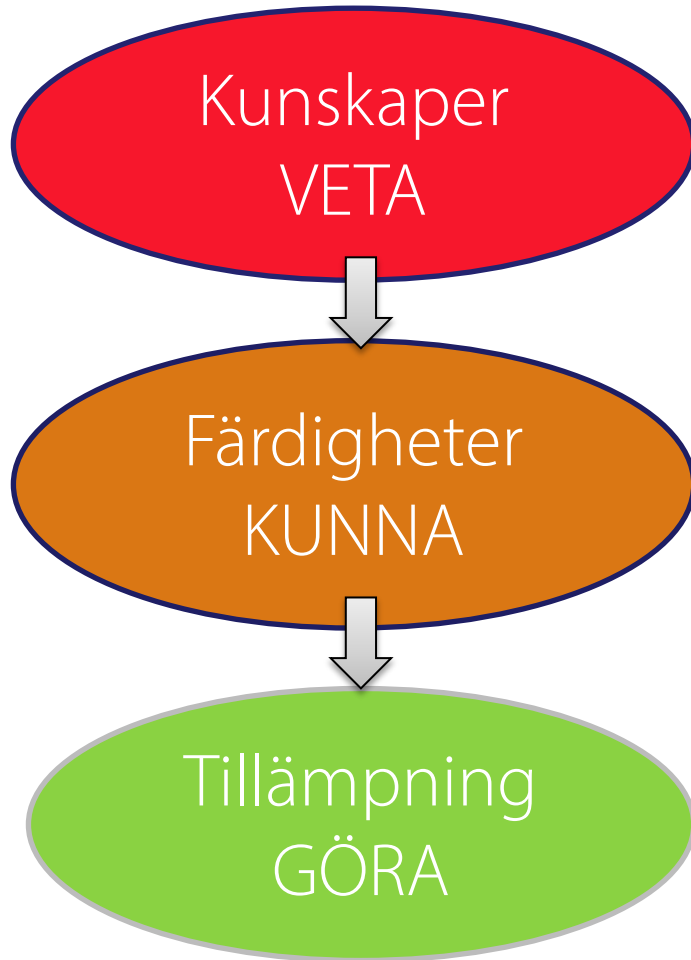 Kunskaper
VETA
Färdigheter
KUNNA
Tillämpning
GÖRA